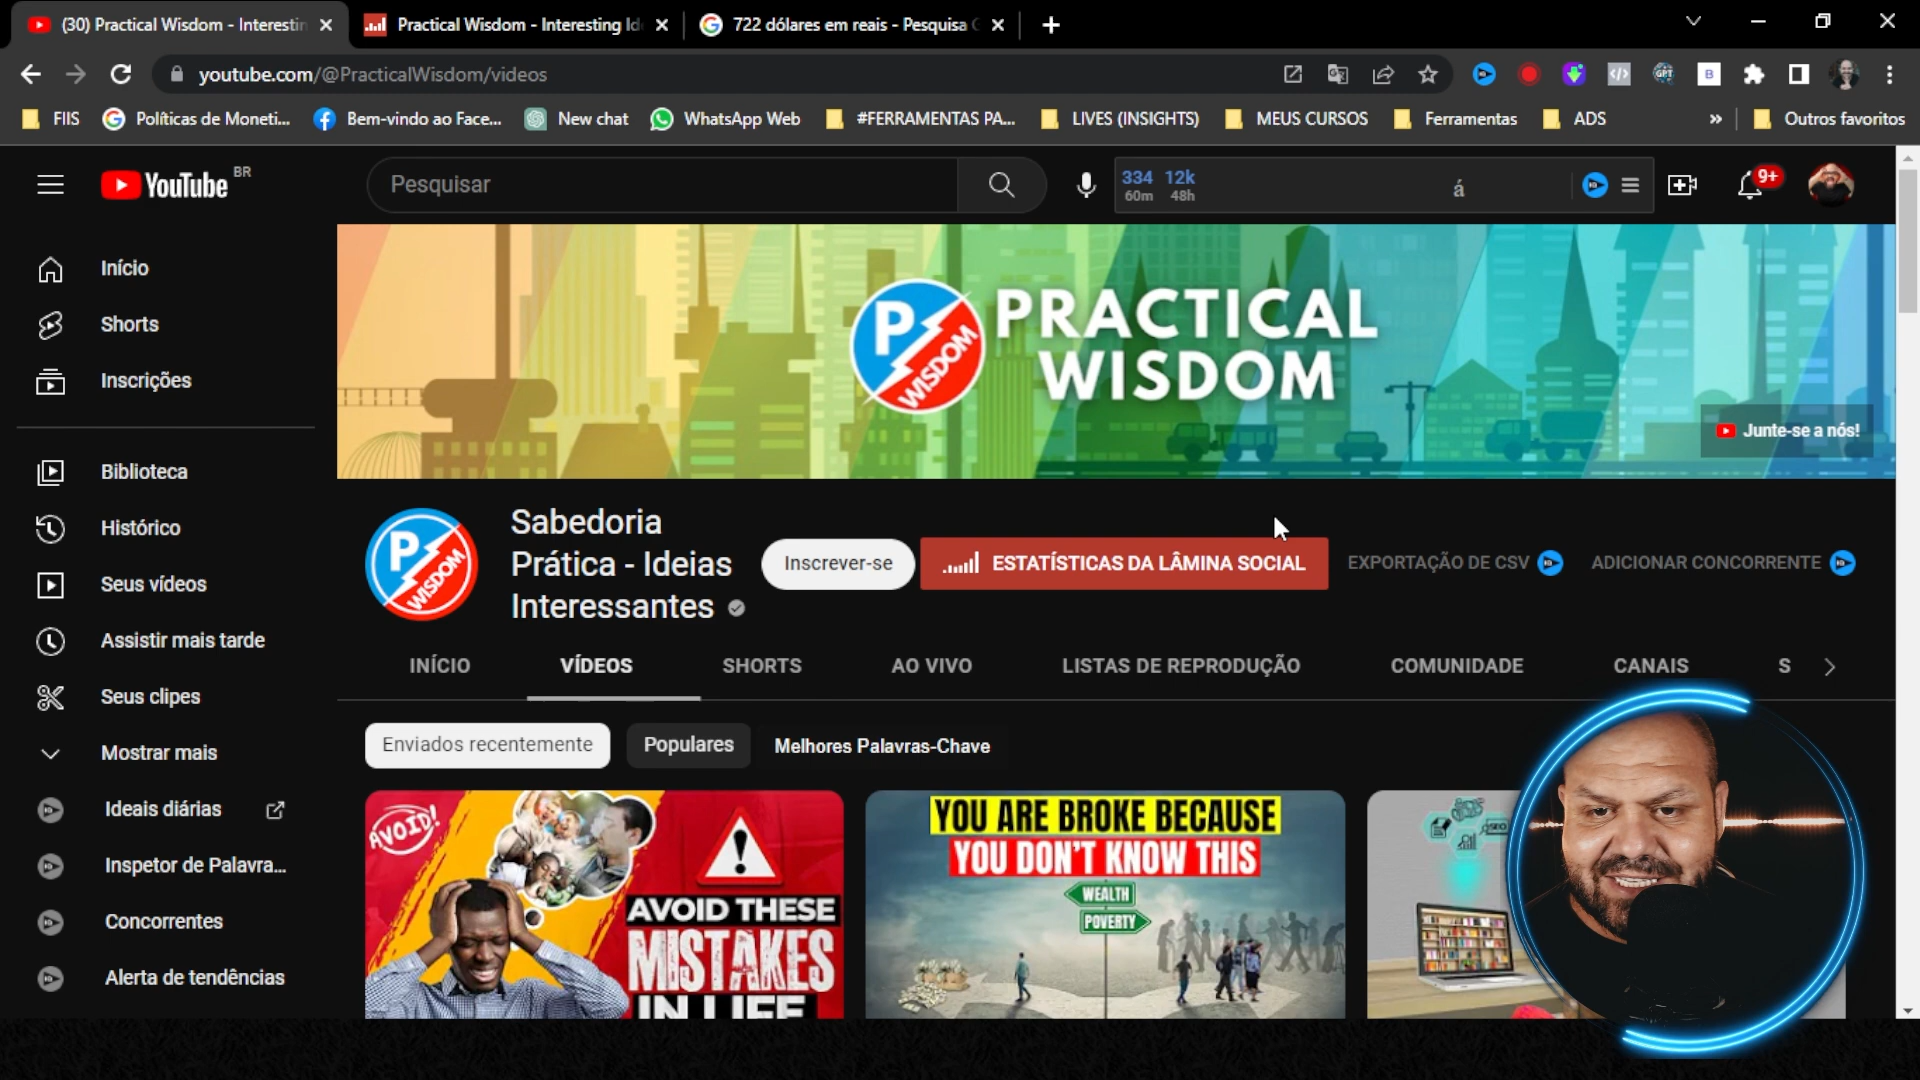 (30) Practical Wisdom - Interestin
Practical Wisdom - Interesting Id
722 dólares em reais - Pesquisa
youtube.com/@PracticalWisdom/videos
FIIS
Políticas de Moneti...
Bem-vindo ao Face...
New chat
WhatsApp Web
#FERRAMENTAS PA...
LIVES (INSIGHTS)
MEUS CURSOS
Ferramentas
ADS
»
Outros favoritos
YouTube BR
Pesquisar
334 12k
60m 48h
á
9+
Início
Shorts
Inscrições
Biblioteca
Histórico
Seus vídeos
Assistir mais tarde
Seus clipes
Mostrar mais
Ideais diárias
Inspetor de Palavra...
Concorrentes
Alerta de tendências
P WISDOM
PRACTICAL
WISDOM
Junte-se a nós!
P WISDOM
Sabedoria
Prática - Ideias
Interessantes
Inscrever-se
ESTATÍSTICAS DA LÂMINA SOCIAL
EXPORTAÇÃO DE CSV
ADICIONAR CONCORRENTE
INÍCIO
VÍDEOS
SHORTS
AO VIVO
LISTAS DE REPRODUÇÃO
COMUNIDADE
CANAIS
S
Enviados recentemente
Populares
Melhores Palavras-Chave
AVOID!
AVOID THESE
MISTAKES
IN LIFE
YOU ARE BROKE BECAUSE
YOU DON'T KNOW THIS
WEALTH
POVERTY
SEO